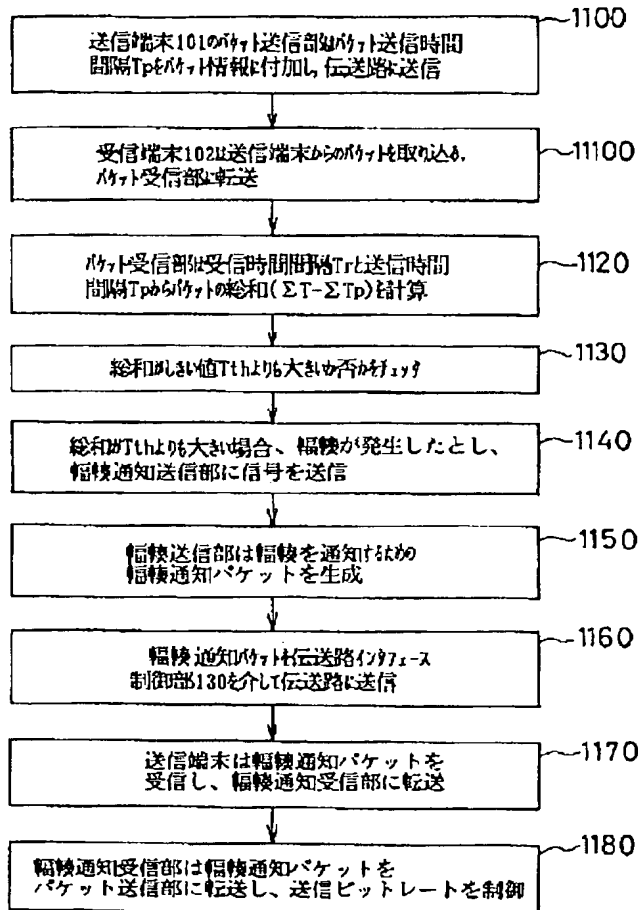 1100
送信端末101のパケット送信部はパケット送信時間
間隔Tpをパケット情報に付加し,伝送路に送信
11100
受信端末102は送信端末からのパケットを取り込み,
パケット受信部に転送
1120
パケット受信部は受信時間間隔Trと送信時間
間隔Tpからパケットの総和(ΣT-ΣTp)を計算
1130
総和がしきい値Tthよりも大きいか否かをチェック
1140
総和がTthよりも大きい場合、輻輳が発生したとし、
輻輳通知送信部に信号を送信
1150
輻輳送信部は輻輳を通知するための
輻輳通知パケットを生成
1160
輻輳通知パケットを伝送路インタフェース
制御部130を介して伝送路に送信
1170
送信端末は輻輳通知パケットを
受信し、輻輳通知受信部に転送
1180
輻輳通知受信部は輻輳通知パケットを
パケット送信部に転送し、送信ビットレートを制御